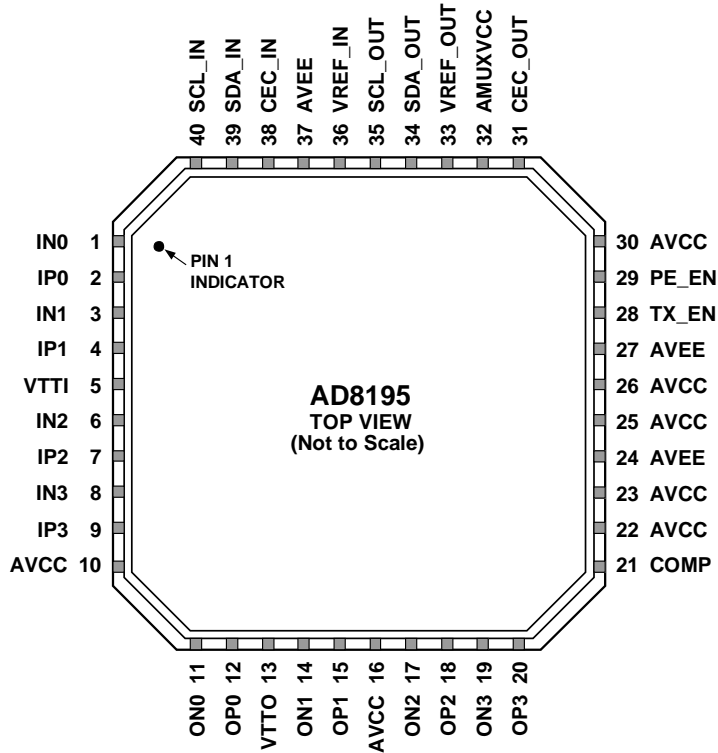 40 SCL_IN
39 SDA_IN
38 CEC_IN
37 AVEE
36 VREF_IN
35 SCL_OUT
34 SDA_OUT
33 VREF_OUT
32 AMUXVCC
31 CEC_OUT
IN0 1
IP0 2
IN1 3
IP1 4
VTTI 5
IN2 6
IP2 7
IN3 8
IP3 9
AVCC 10
PIN 1
INDICATOR
AD8195
TOP VIEW
(Not to Scale)
30 AVCC
29 PE_EN
28 TX_EN
27 AVEE
26 AVCC
25 AVCC
24 AVEE
23 AVCC
22 AVCC
21 COMP
ON0 11
OP0 12
VTTO 13
ON1 14
OP1 15
AVCC 16
ON2 17
OP2 18
ON3 19
OP3 20